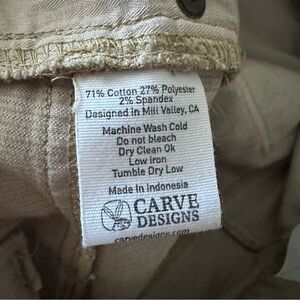 71% Cotton 27% Polyester
2% Spandex
Designed in Mill Valley, CA
Machine Wash Cold
Do not bleach
Dry Clean Ok
Low iron
Tumble Dry Low
Made in Indonesia
CARVE
DESIGNS
carvedesigns.com